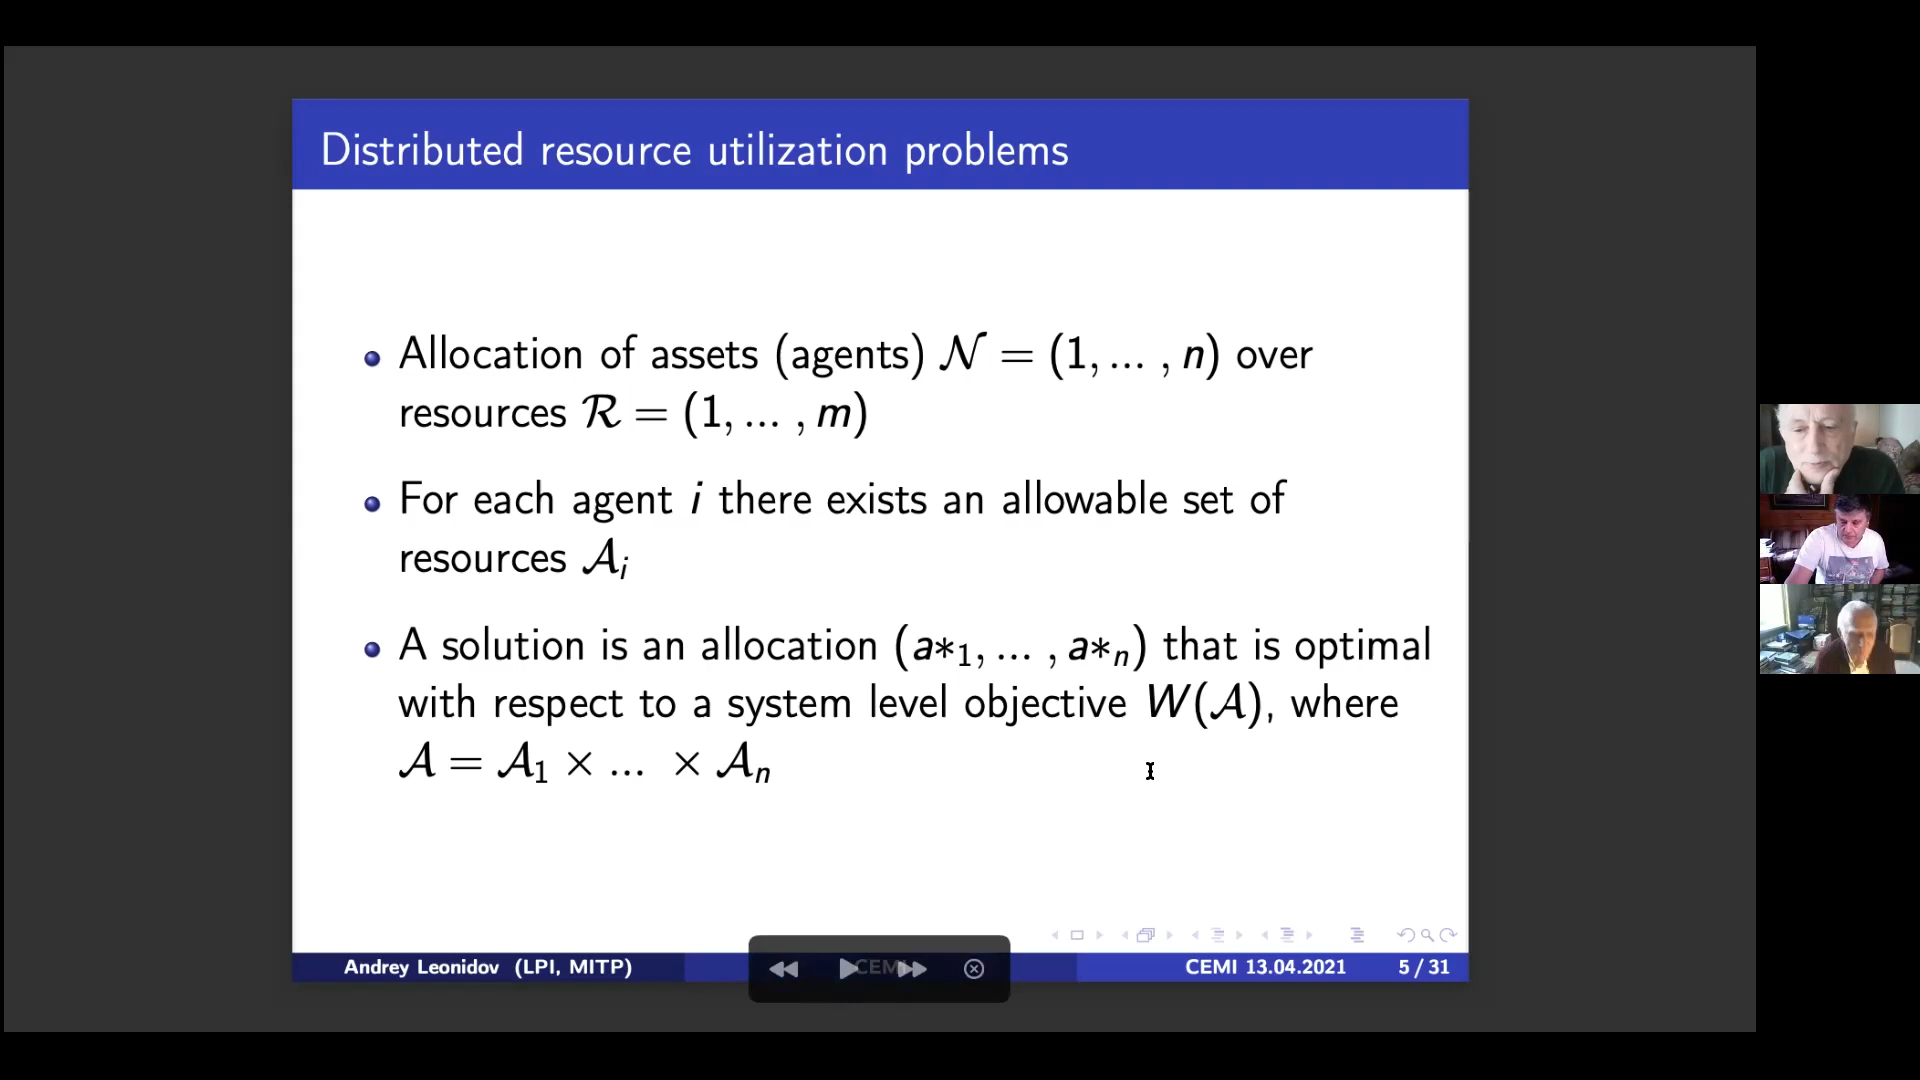 Distributed resource utilization problems
• Allocation of assets (agents) 𝒩 = (1, ... , n) over
resources ℛ = (1, ... , m)
• For each agent i there exists an allowable set of
resources 𝒜ᵢ
• A solution is an allocation (a*₁, ... , a*ₙ) that is optimal
with respect to a system level objective W(𝒜), where
𝒜 = 𝒜₁ × ... × 𝒜ₙ
Andrey Leonidov (LPI, MITP)
CEMI
CEMI 13.04.2021
5 / 31